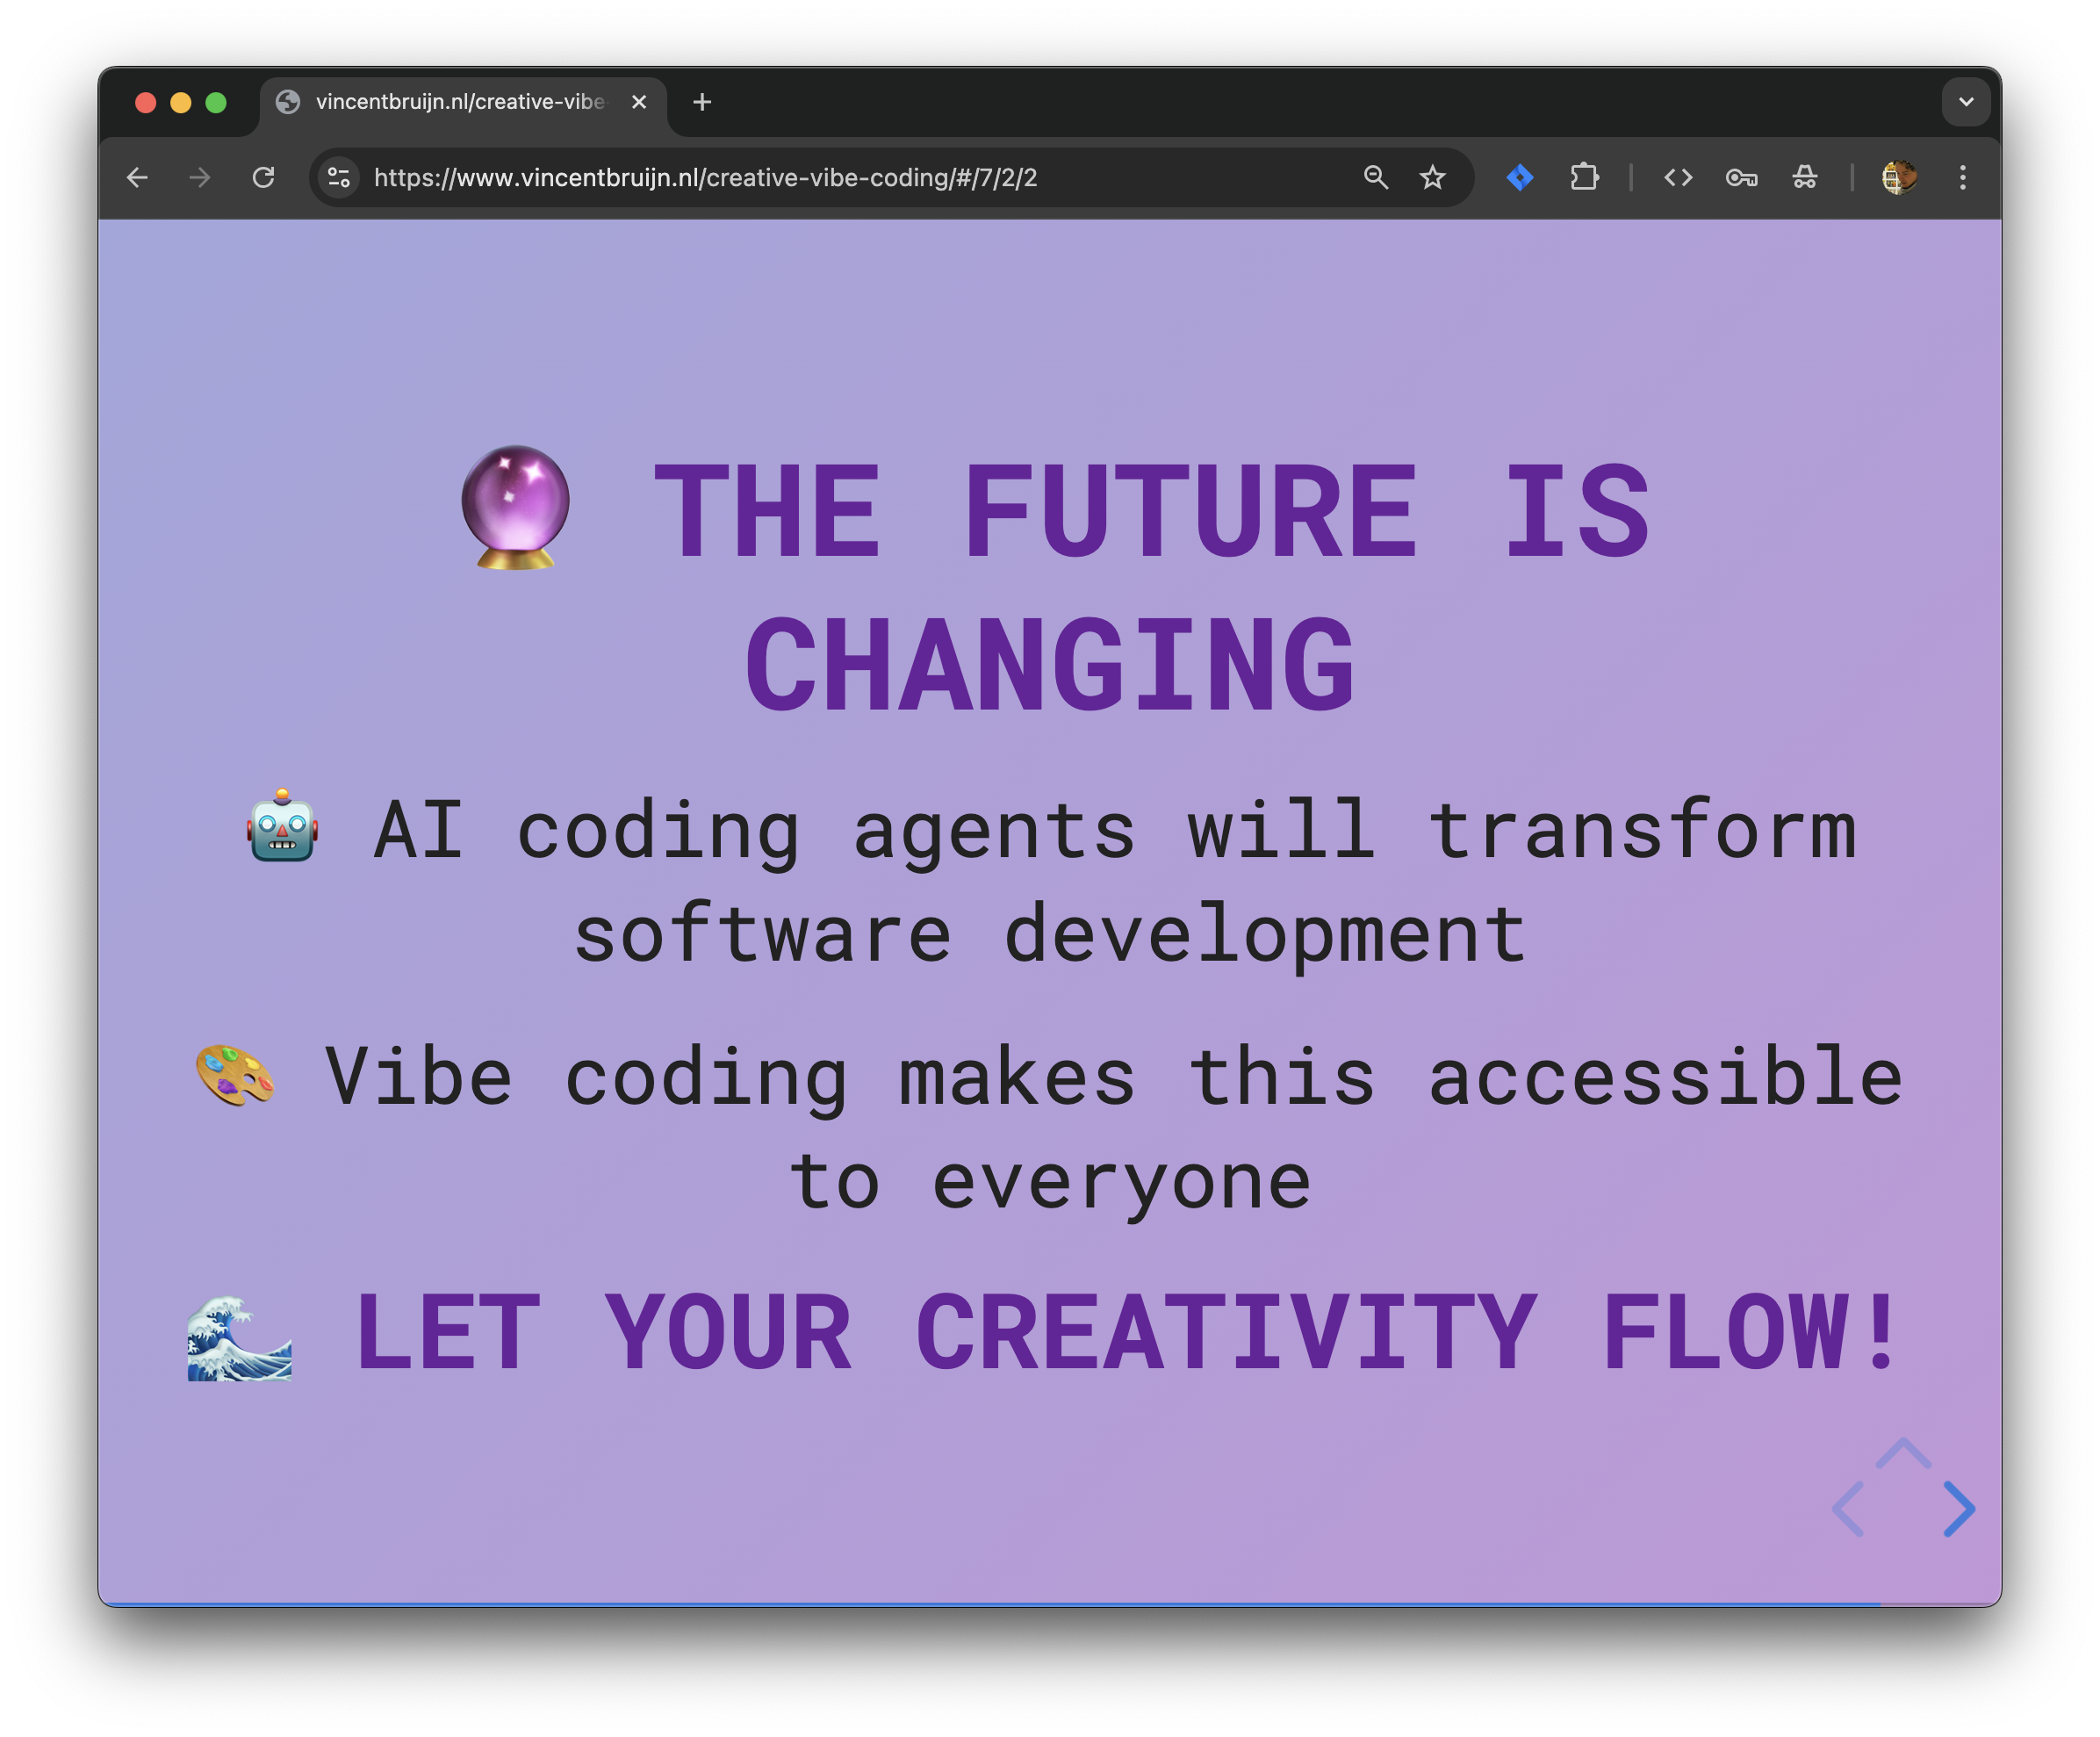 vincentbruijn.nl/creative-vibe-
https://www.vincentbruijn.nl/creative-vibe-coding/#/7/2/2
🔮 THE FUTURE IS
CHANGING
🤖 AI coding agents will transform
software development
🎨 Vibe coding makes this accessible
to everyone
🌊 LET YOUR CREATIVITY FLOW!